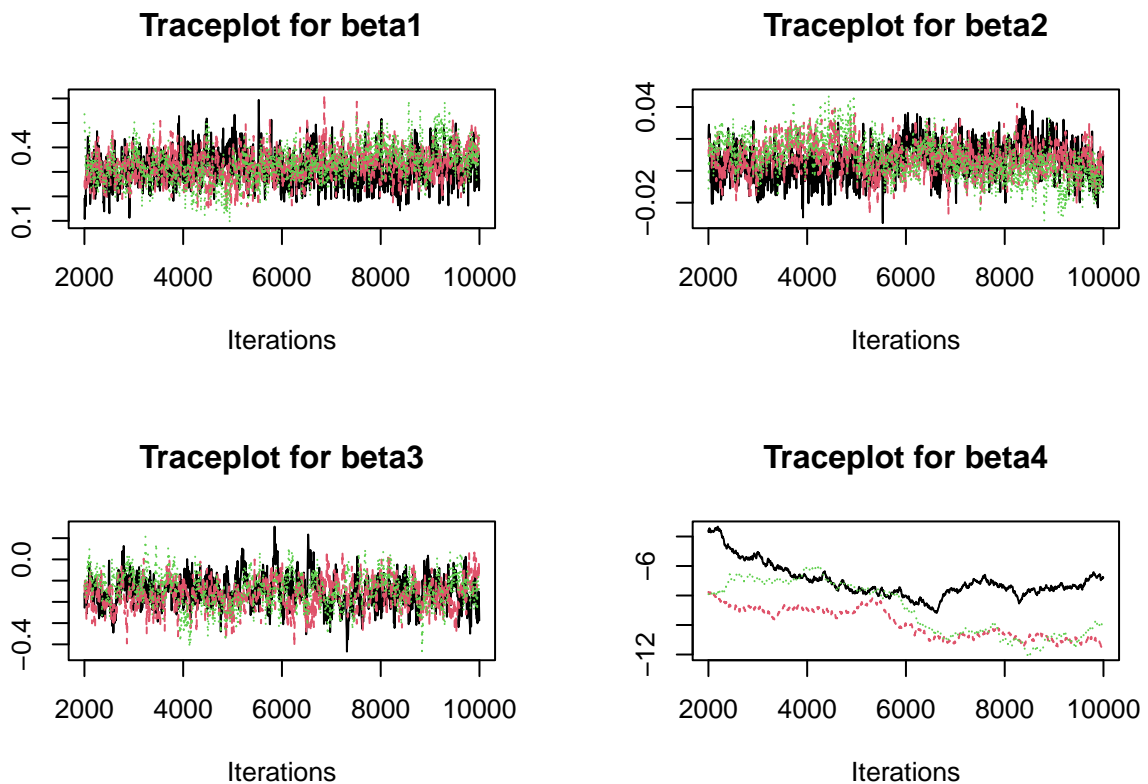 Traceplot for beta1
0.4
0.1
2000 4000 6000 8000 10000
Iterations
Traceplot for beta2
0.04
−0.02
2000 4000 6000 8000 10000
Iterations
Traceplot for beta3
0.0
−0.4
2000 4000 6000 8000 10000
Iterations
Traceplot for beta4
−6
−12
2000 4000 6000 8000 10000
Iterations